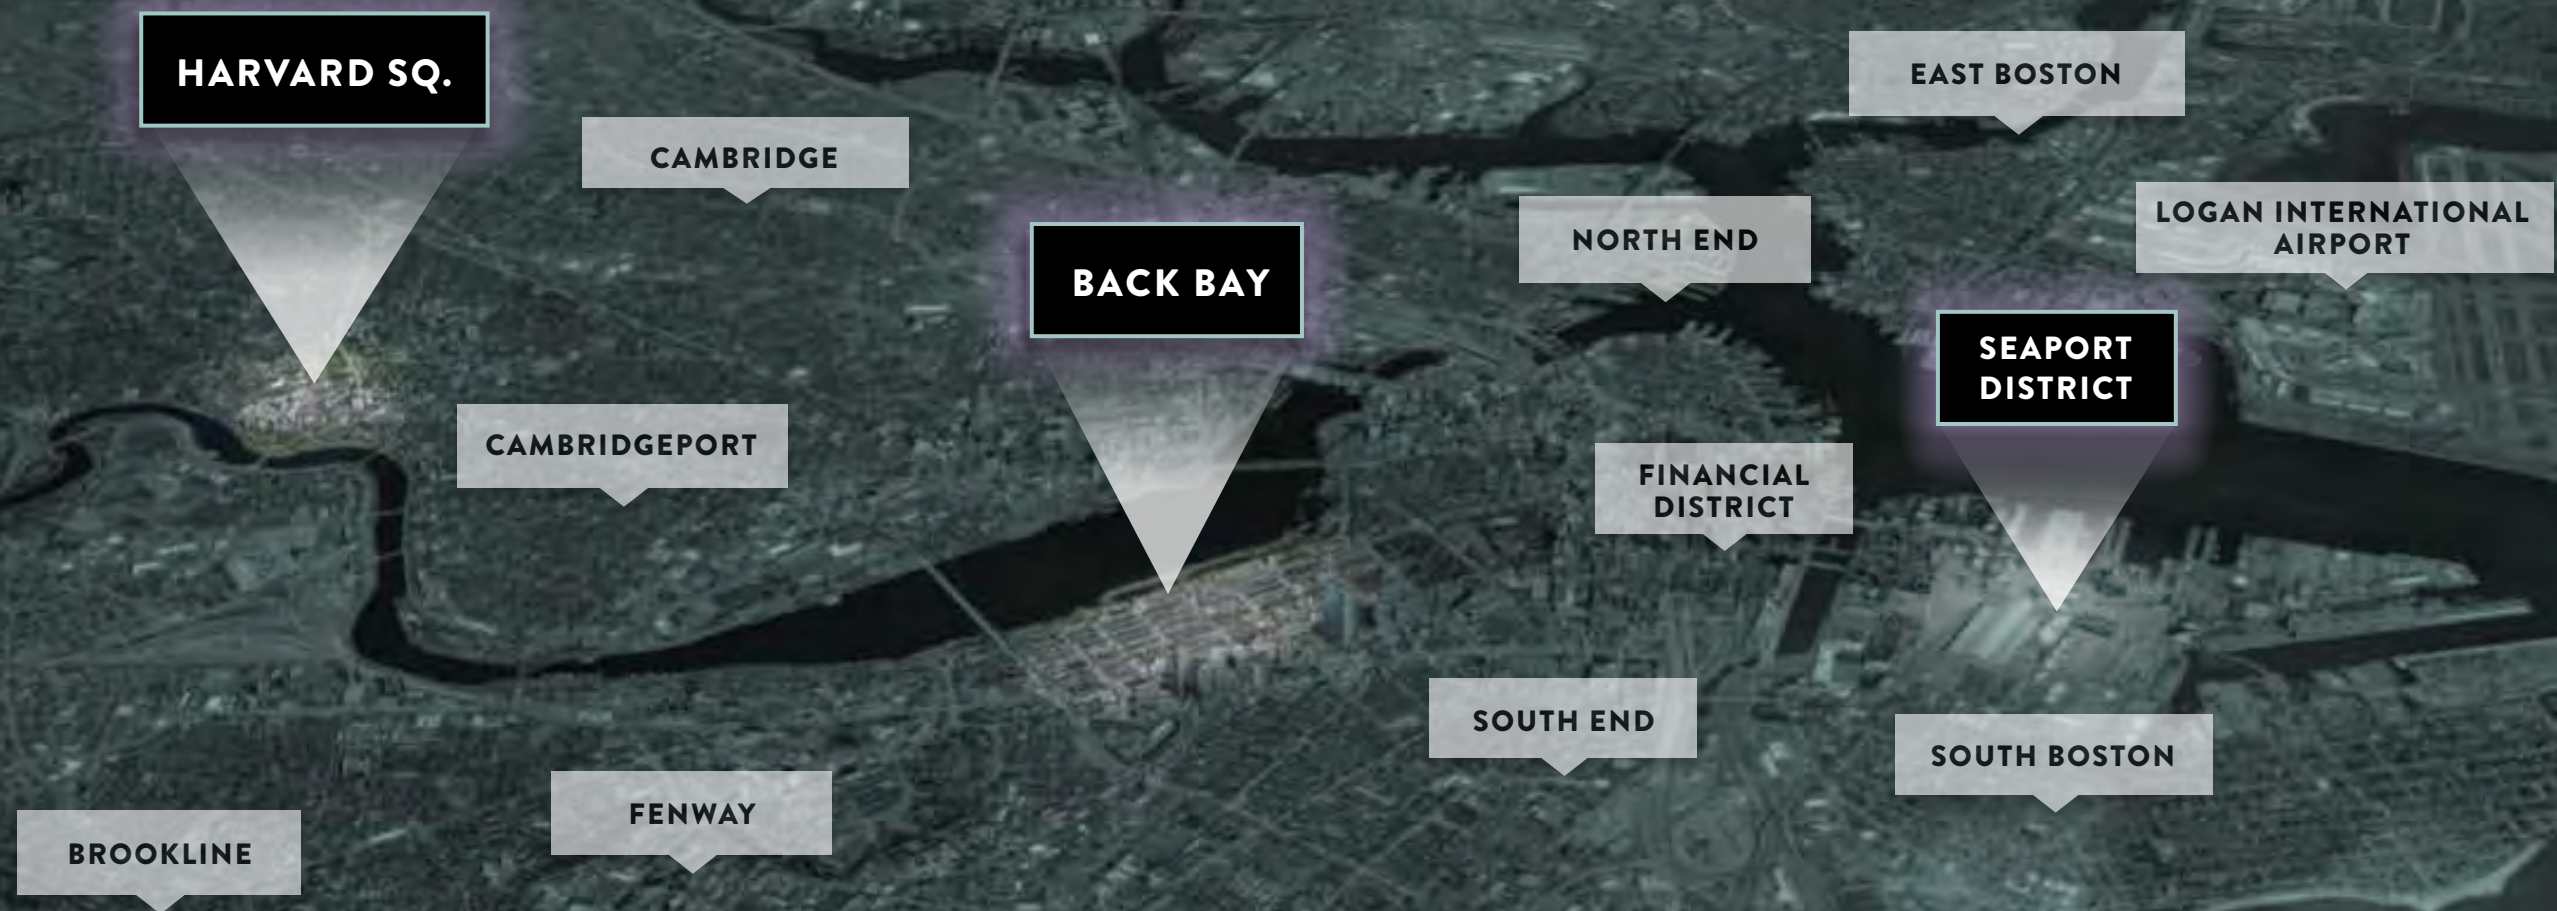 HARVARD SQ.
EAST BOSTON
CAMBRIDGE
LOGAN INTERNATIONAL
AIRPORT
NORTH END
BACK BAY
SEAPORT
DISTRICT
CAMBRIDGEPORT
FINANCIAL
DISTRICT
SOUTH END
SOUTH BOSTON
FENWAY
BROOKLINE